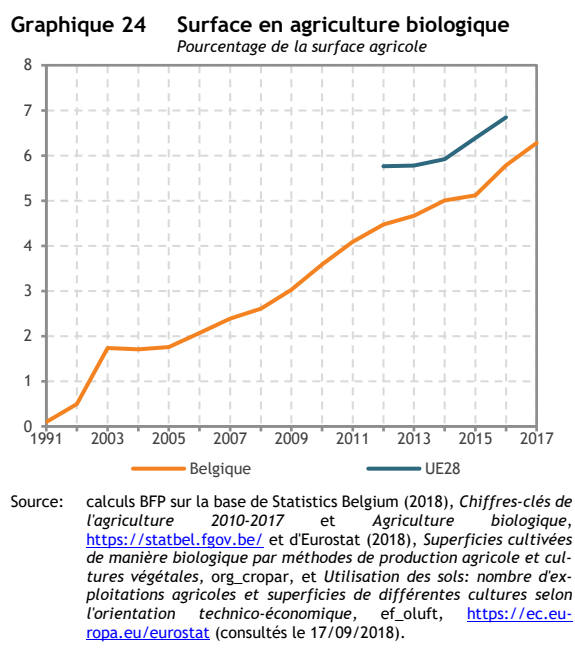 Graphique 24 Surface en agriculture biologique
Pourcentage de la surface agricole
8
7
6
5
4
3
2
1
0
1991 2003 2005 2007 2009 2011 2013 2015 2017
Belgique UE28
Source: calculs BFP sur la base de Statistics Belgium (2018), Chiffres-clés de
l'agriculture 2010-2017 et Agriculture biologique,
https://statbel.fgov.be/ et d'Eurostat (2018), Superficies cultivées
de manière biologique par méthodes de production agricole et cul-
tures végétales, org_cropar, et Utilisation des sols: nombre d'ex-
ploitations agricoles et superficies de différentes cultures selon
l'orientation technico-économique, ef_oluft, https://ec.eu-
ropa.eu/eurostat (consultés le 17/09/2018).